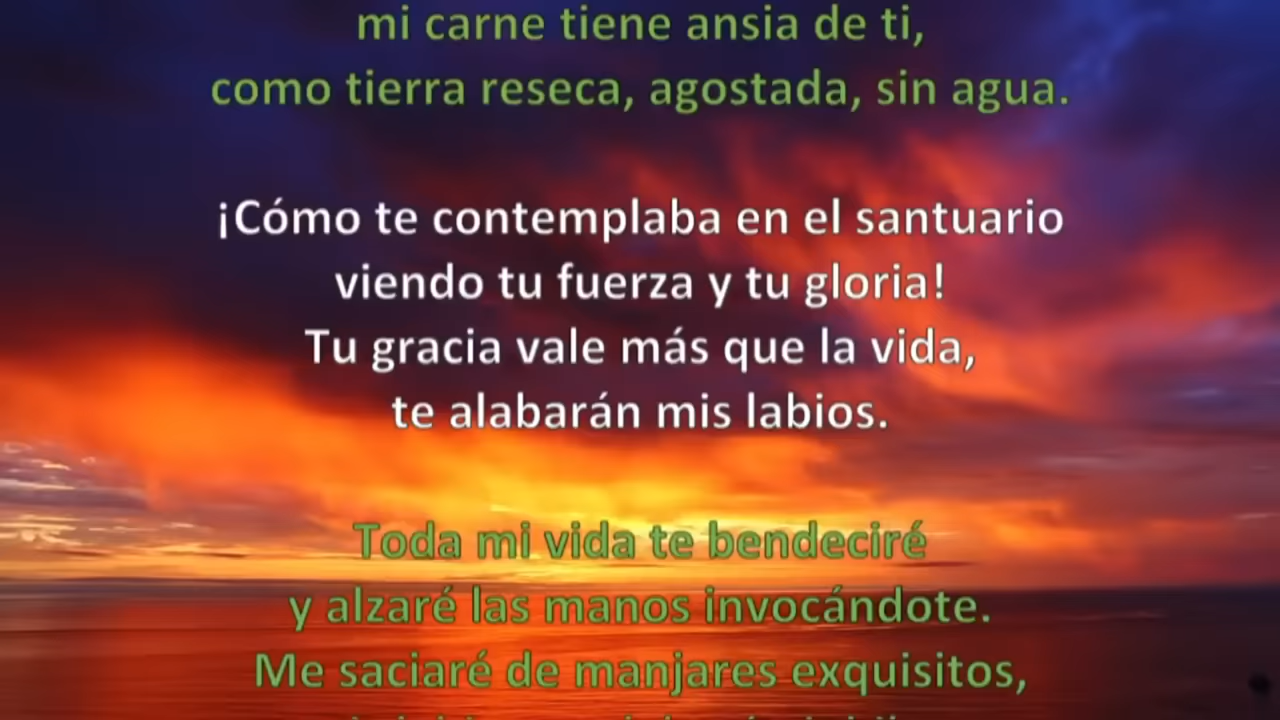 mi carne tiene ansia de ti,
como tierra reseca, agostada, sin agua.
¡Cómo te contemplaba en el santuario
viendo tu fuerza y tu gloria!
Tu gracia vale más que la vida,
te alabarán mis labios.
Toda mi vida te bendeciré
y alzaré las manos invocándote.
Me saciaré de manjares exquisitos,